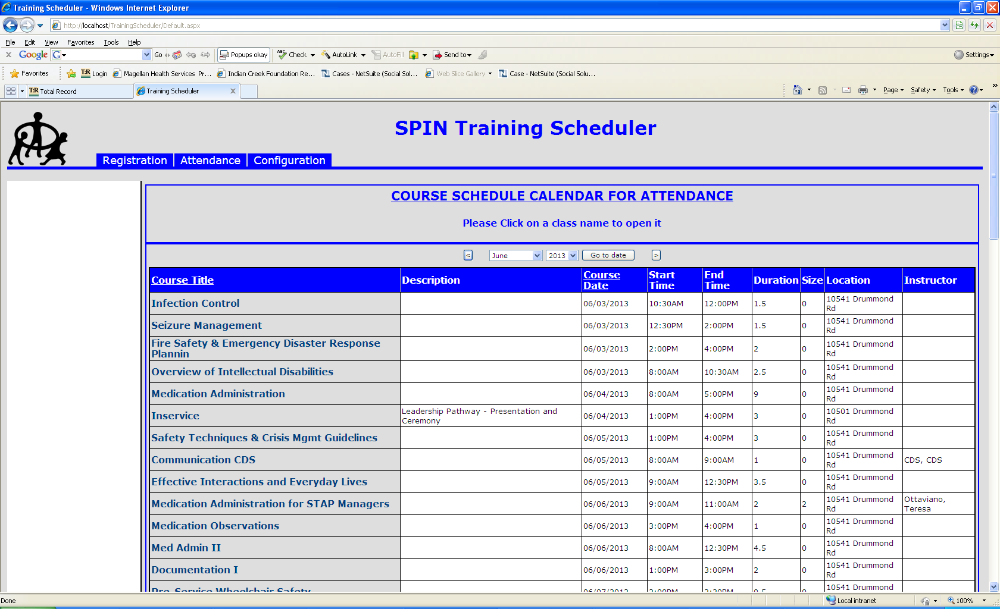 Training Scheduler - Windows Internet Explorer
http://localhost/TrainingScheduler/Default.aspx
File Edit View Favorites Tools Help
Google G Go Popups okay ABC Check AutoLink AutoFill Send to Settings
Favorites T:R Login Magellan Health Services Pr... Indian Creek Foundation Re... Cases - NetSuite (Social Sol... Web Slice Gallery Case - NetSuite (Social Solu...
T:R Total Record Training Scheduler Page Safety Tools
SPIN Training Scheduler
Registration Attendance Configuration
COURSE SCHEDULE CALENDAR FOR ATTENDANCE
Please Click on a class name to open it
< June 2013 Go to date >
Course Title Description Course Date Start Time End Time Duration Size Location Instructor
Infection Control 06/03/2013 10:30AM 12:00PM 1.5 0 10541 Drummond Rd
Seizure Management 06/03/2013 12:30PM 2:00PM 1.5 0 10541 Drummond Rd
Fire Safety & Emergency Disaster Response Plannin 06/03/2013 2:00PM 4:00PM 2 0 10541 Drummond Rd
Overview of Intellectual Disabilities 06/03/2013 8:00AM 10:30AM 2.5 0 10541 Drummond Rd
Medication Administration 06/04/2013 8:00AM 5:00PM 9 0 10541 Drummond Rd
Inservice Leadership Pathway - Presentation and Ceremony 06/04/2013 1:00PM 4:00PM 3 0 10501 Drummond Rd
Safety Techniques & Crisis Mgmt Guidelines 06/05/2013 1:00PM 4:00PM 3 0 10541 Drummond Rd
Communication CDS 06/05/2013 8:00AM 9:00AM 1 0 10541 Drummond Rd CDS, CDS
Effective Interactions and Everyday Lives 06/05/2013 9:00AM 12:30PM 3.5 0 10541 Drummond Rd
Medication Administration for STAP Managers 06/06/2013 9:00AM 11:00AM 2 2 10541 Drummond Rd Ottaviano, Teresa
Medication Observations 06/06/2013 3:00PM 4:00PM 1 0 10541 Drummond Rd
Med Admin II 06/06/2013 8:00AM 12:30PM 4.5 0 10541 Drummond Rd
Documentation I 06/06/2013 1:00PM 3:00PM 2 0 10541 Drummond Rd
Pre-Service Wheelchair Safety 06/07/2013 10541 Drummond
Done Local intranet 100%